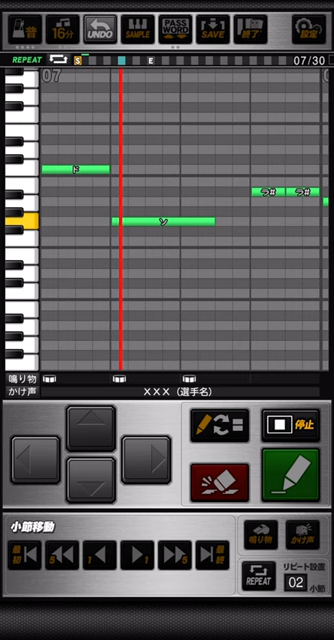 音 16分 UNDO SAMPLE PASS WORD SAVE 終了 設定
REPEAT S E 07/30
07
ド
ラ# ラ#
ソ
鳴り物
かけ声 XXX (選手名)
停止
小節移動
最初 5 1 1 5 最終
鳴り物 かけ声
REPEAT
リピート設置
02 小節